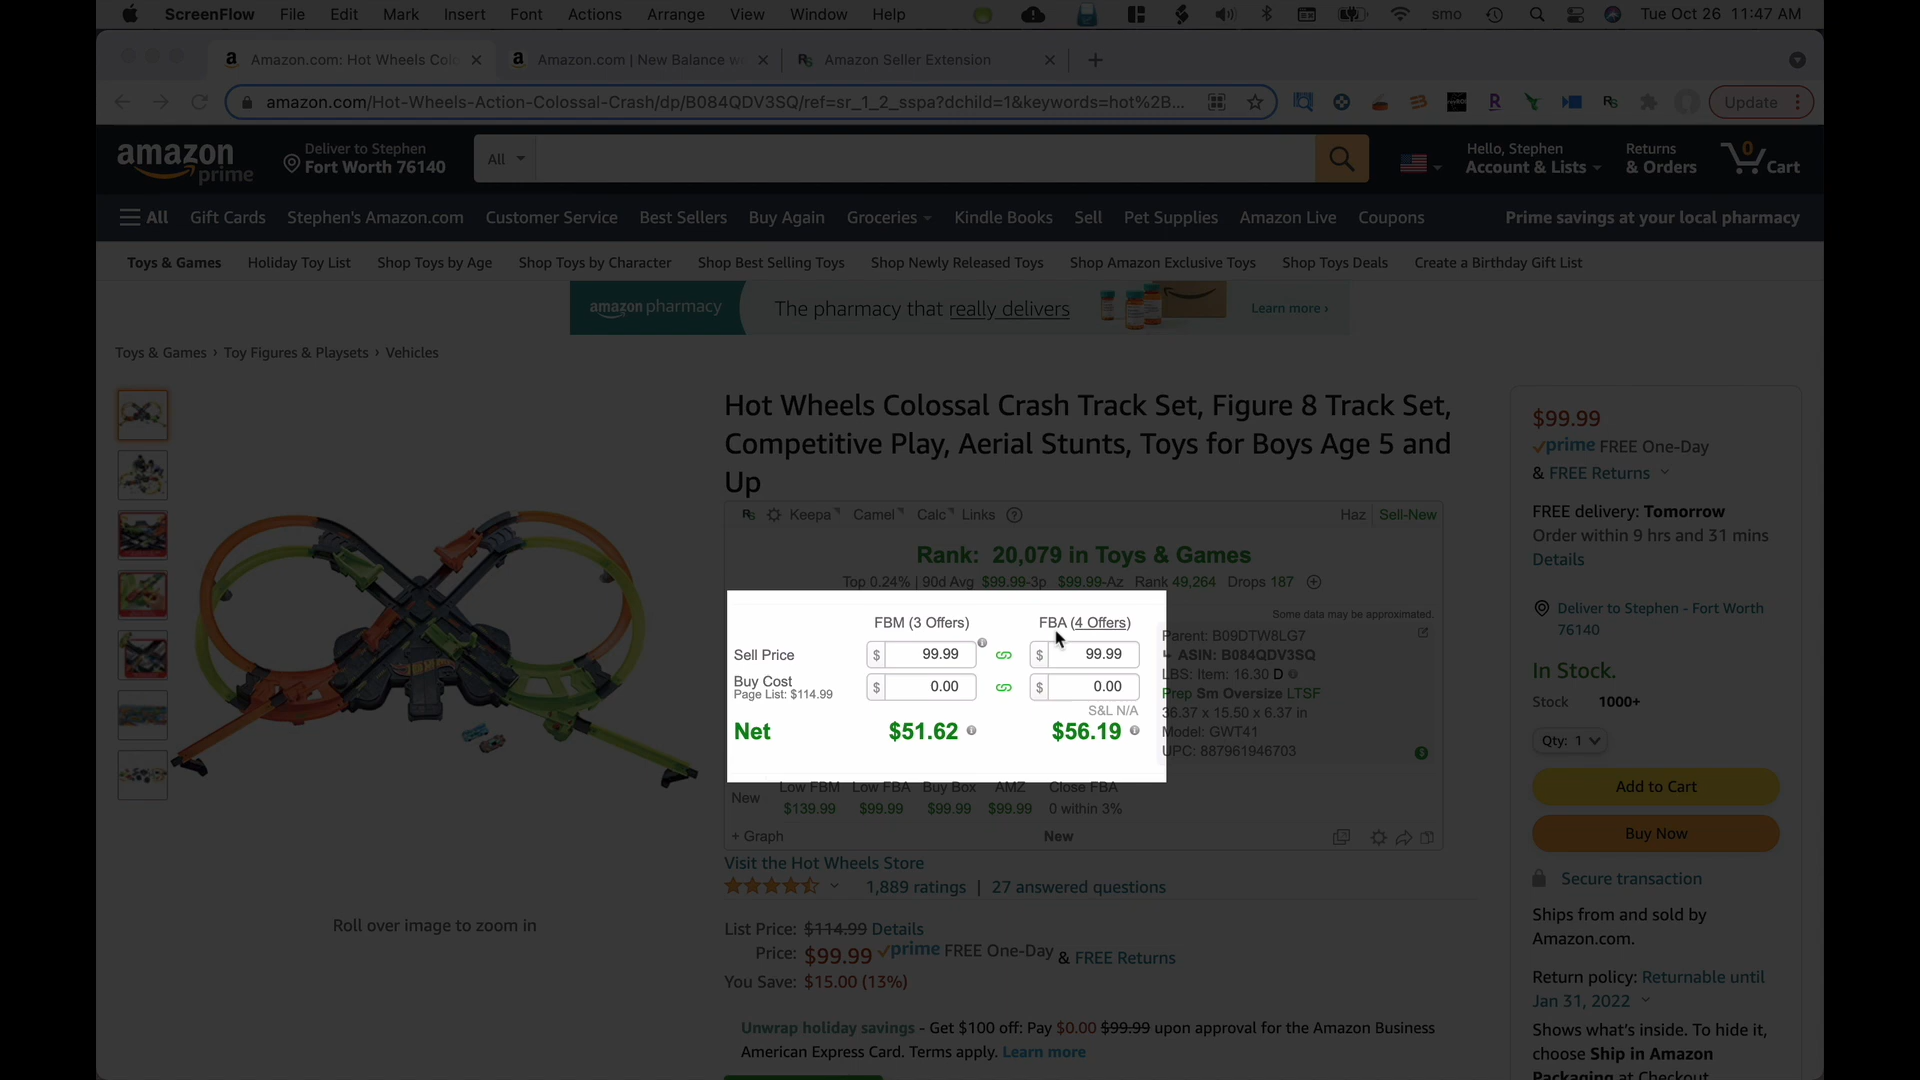 ScreenFlow File Edit Mark Insert Font Actions Arrange View Window Help smo Tue Oct 26 11:47 AM
Amazon.com: Hot Wheels Colo Amazon.com | New Balance wo Amazon Seller Extension
amazon.com/Hot-Wheels-Action-Colossal-Crash/dp/B084QDV3SQ/ref=sr_1_2_sspa?dchild=1&keywords=hot%2B... Update
amazon prime
Deliver to Stephen
Fort Worth 76140
All
Hello, Stephen
Account & Lists
Returns
& Orders
0
Cart
All Gift Cards Stephen's Amazon.com Customer Service Best Sellers Buy Again Groceries Kindle Books Sell Pet Supplies Amazon Live Coupons Prime savings at your local pharmacy
Toys & Games Holiday Toy List Shop Toys by Age Shop Toys by Character Shop Best Selling Toys Shop Newly Released Toys Shop Amazon Exclusive Toys Shop Toys Deals Create a Birthday Gift List
amazon pharmacy The pharmacy that really delivers Learn more ›
Toys & Games › Toy Figures & Playsets › Vehicles
Hot Wheels Colossal Crash Track Set, Figure 8 Track Set,
Competitive Play, Aerial Stunts, Toys for Boys Age 5 and
Up
RS Keepa Camel Calc Links ? Haz Sell-New
Rank: 20,079 in Toys & Games
Top 0.24% | 90d Avg $99.99-3p $99.99-Az Rank 49,264 Drops 187
Some data may be approximated.
FBM (3 Offers) FBA (4 Offers)
Sell Price $ 99.99 $ 99.99
Buy Cost $ 0.00 $ 0.00
Page List: $114.99
S&L N/A
Net $51.62 $56.19
Parent: B09DTW8LG7
ASIN: B084QDV3SQ
LBS: Item: 16.30 D
Prep Sm Oversize LTSF
36.37 x 15.50 x 6.37 in
Model: GWT41
UPC: 887961946703
Low FBM Low FBA Buy Box AMZ Close FBA
New $139.99 $99.99 $99.99 $99.99 0 within 3%
+ Graph New
Visit the Hot Wheels Store
1,889 ratings | 27 answered questions
Roll over image to zoom in
List Price: $114.99 Details
Price: $99.99 prime FREE One-Day & FREE Returns
You Save: $15.00 (13%)
Unwrap holiday savings - Get $100 off: Pay $0.00 $99.99 upon approval for the Amazon Business
American Express Card. Terms apply. Learn more
$99.99
prime FREE One-Day
& FREE Returns
FREE delivery: Tomorrow
Order within 9 hrs and 31 mins
Details
Deliver to Stephen - Fort Worth
76140
In Stock.
Stock 1000+
Qty: 1
Add to Cart
Buy Now
Secure transaction
Ships from and sold by
Amazon.com.
Return policy: Returnable until
Jan 31, 2022
Shows what's inside. To hide it,
choose Ship in Amazon
Packaging at Checkout